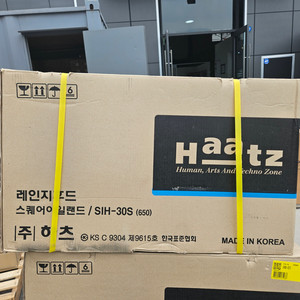 6
6
Haatz
Human, Arts And Techno Zone
레인지후드
스퀘어아일랜드 / SIH-30S (650)
(주) 하츠
KS C 9304 제9615호 한국표준협회
MADE IN KOREA